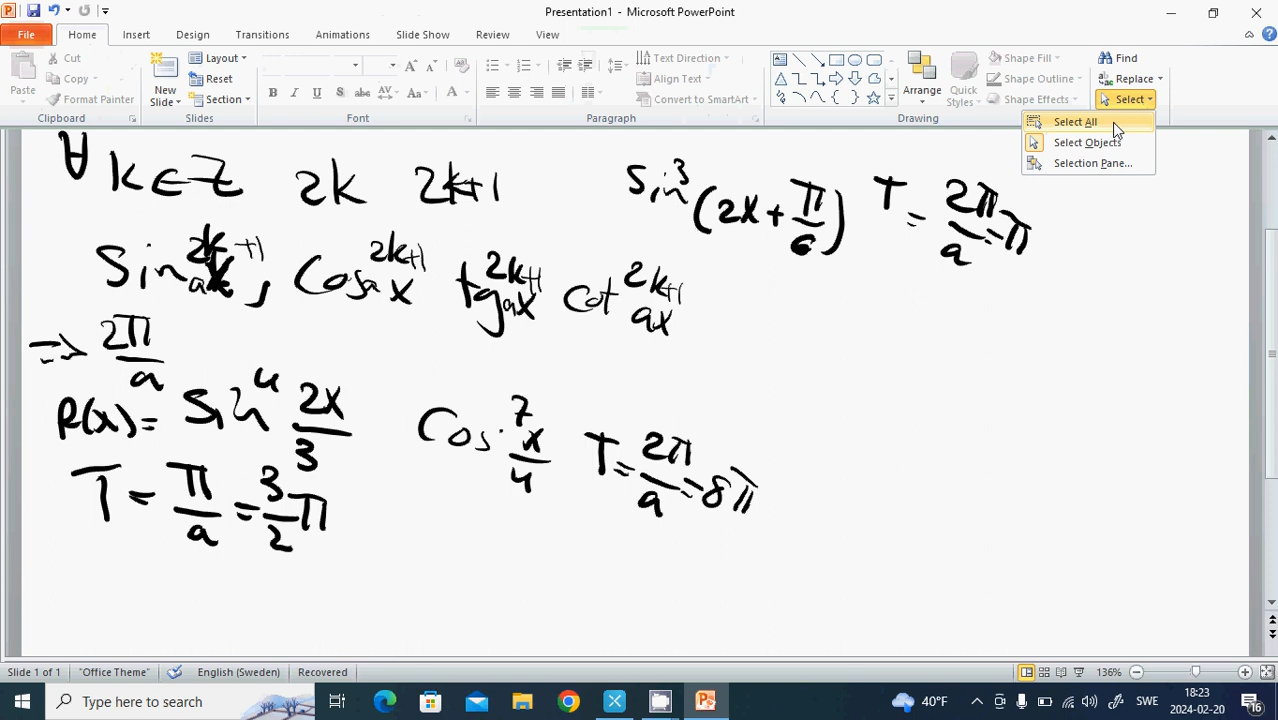 Presentation1 - Microsoft PowerPoint
File Home Insert Design Transitions Animations Slide Show Review View
Paste
Cut
Copy
Format Painter
Clipboard
New Slide
Layout
Reset
Section
Slides
B I U S abc AV Aa A
Font
Text Direction
Align Text
Convert to SmartArt
Paragraph
Arrange
Quick Styles
Shape Fill
Shape Outline
Shape Effects
Drawing
Find
Replace
Select
Select All
Select Objects
Selection Pane...
∀ k ∈ Z 2k 2k+1
sin³(2x + π/6) T = 2π/a = π
Sin^2k+1 ax, Cos^2k+1 ax tg^2k+1 ax cot^2k+1 ax
=> 2π/a
R(x) = Sin⁴ 2x/3
T = π/a = 3/2 π
Cos⁷ x/4 T = 2π/a = 8π
Slide 1 of 1 "Office Theme" English (Sweden) Recovered 136%
Type here to search 40°F SWE 18:23
2024-02-20 16